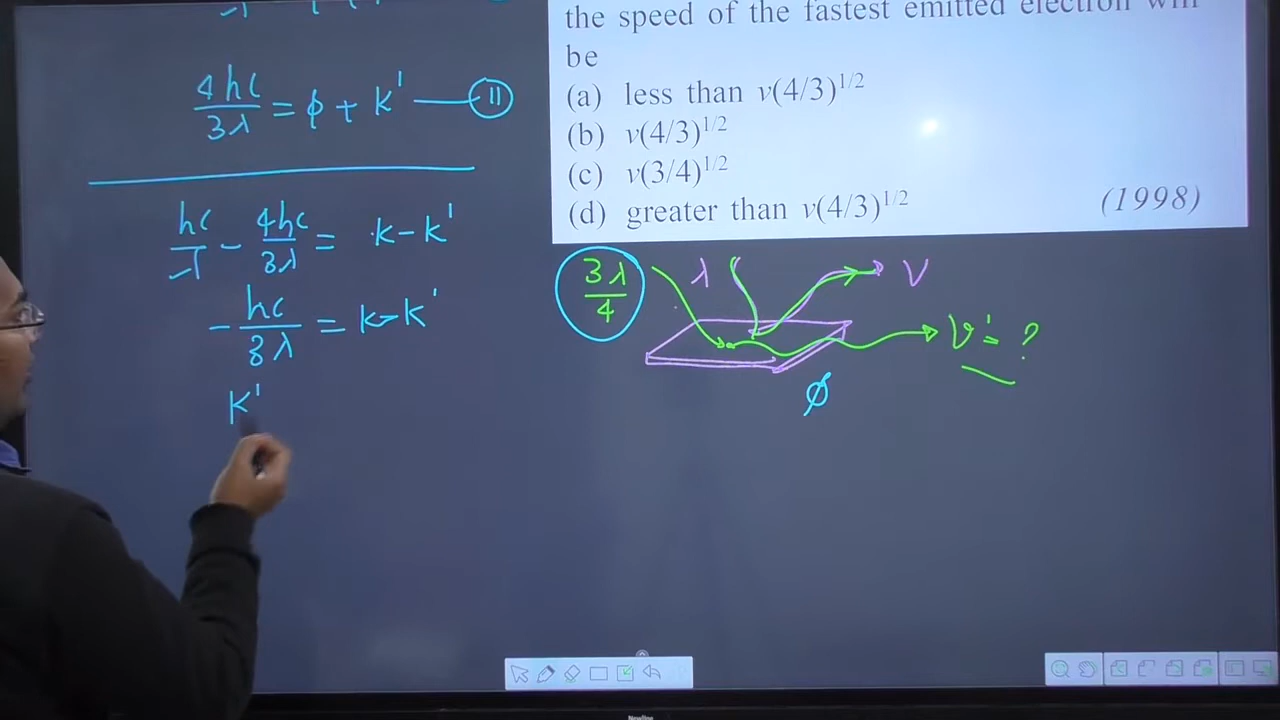 4hc/3λ = ϕ + K' — (II)
hc/λ - 4hc/3λ = K - K'
- hc/3λ = K - K'
K'
the speed of the fastest emitted electron will
be
(a) less than v(4/3)^1/2
(b) v(4/3)^1/2
(c) v(3/4)^1/2
(d) greater than v(4/3)^1/2 (1998)
3λ/4 λ V
v' = ?
ϕ
Newline